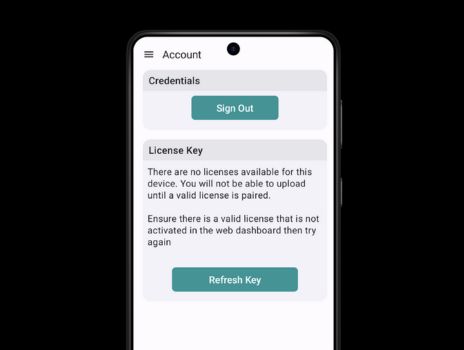 Account
Credentials
Sign Out
License Key
There are no licenses available for this
device. You will not be able to upload
until a valid license is paired.
Ensure there is a valid license that is not
activated in the web dashboard then try
again
Refresh Key